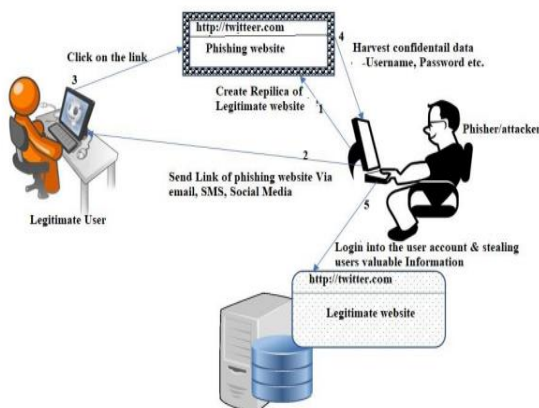 http://twitteer.com
Phishing website
4
Harvest confidentail data
-Username, Password etc.
Click on the link
3
Create Repilica of
Legitimate website
1
Phisher/attacker
2
Send Link of phishing website Via
email, SMS, Social Media
Legitimate User
5
Login into the user account & stealing
users valuable Information
http://twitter.com
Legitimate website